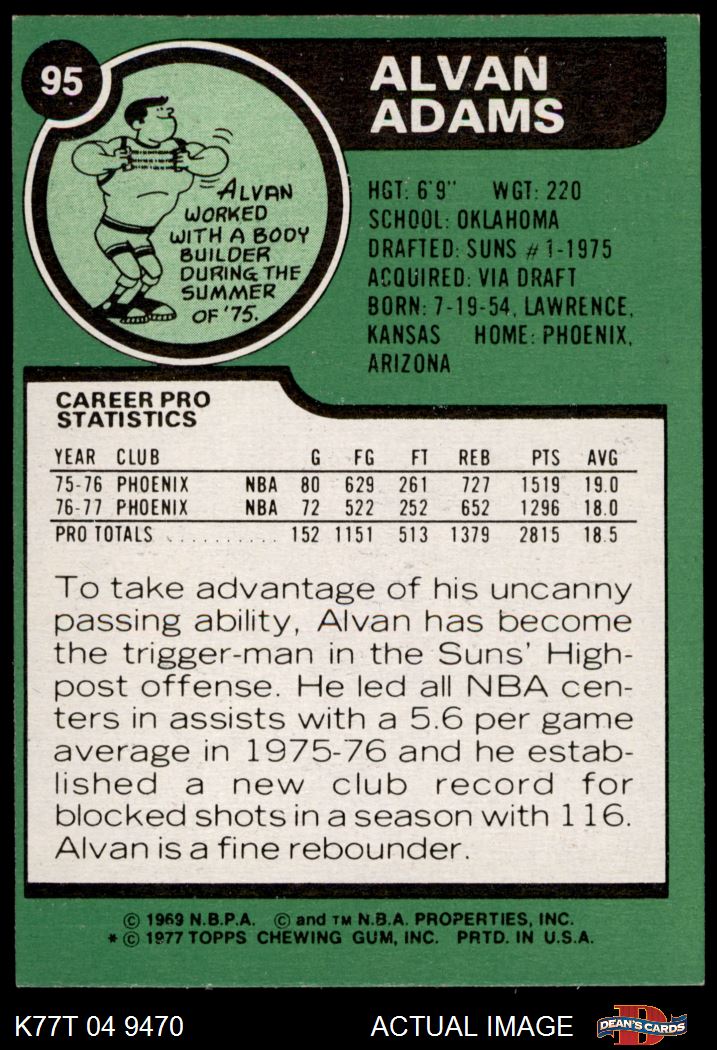 95
ALVAN
ADAMS
ALVAN
WORKED
WITH A BODY
BUILDER
DURING THE
SUMMER
OF '75.
HGT: 6'9" WGT: 220
SCHOOL: OKLAHOMA
DRAFTED: SUNS #1-1975
ACQUIRED: VIA DRAFT
BORN: 7-19-54, LAWRENCE,
KANSAS HOME: PHOENIX,
ARIZONA
CAREER PRO
STATISTICS
YEAR CLUB G FG FT REB PTS AVG
75-76 PHOENIX NBA 80 629 261 727 1519 19.0
76-77 PHOENIX NBA 72 522 252 652 1296 18.0
PRO TOTALS . . . . . . . . . . 152 1151 513 1379 2815 18.5
To take advantage of his uncanny
passing ability, Alvan has become
the trigger-man in the Suns' High-
post offense. He led all NBA cen-
ters in assists with a 5.6 per game
average in 1975-76 and he estab-
lished a new club record for
blocked shots in a season with 116.
Alvan is a fine rebounder.
© 1969 N.B.P.A. © and TM N.B.A. PROPERTIES, INC.
* © 1977 TOPPS CHEWING GUM, INC. PRTD. IN U.S.A.
K77T 04 9470 ACTUAL IMAGE
D
DEAN'S CARDS